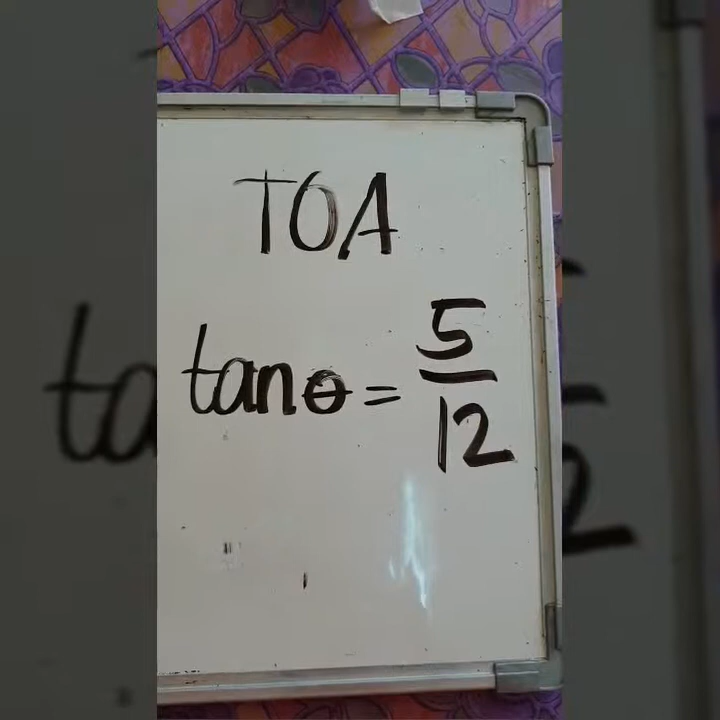 TOA
tanθ = 5/12